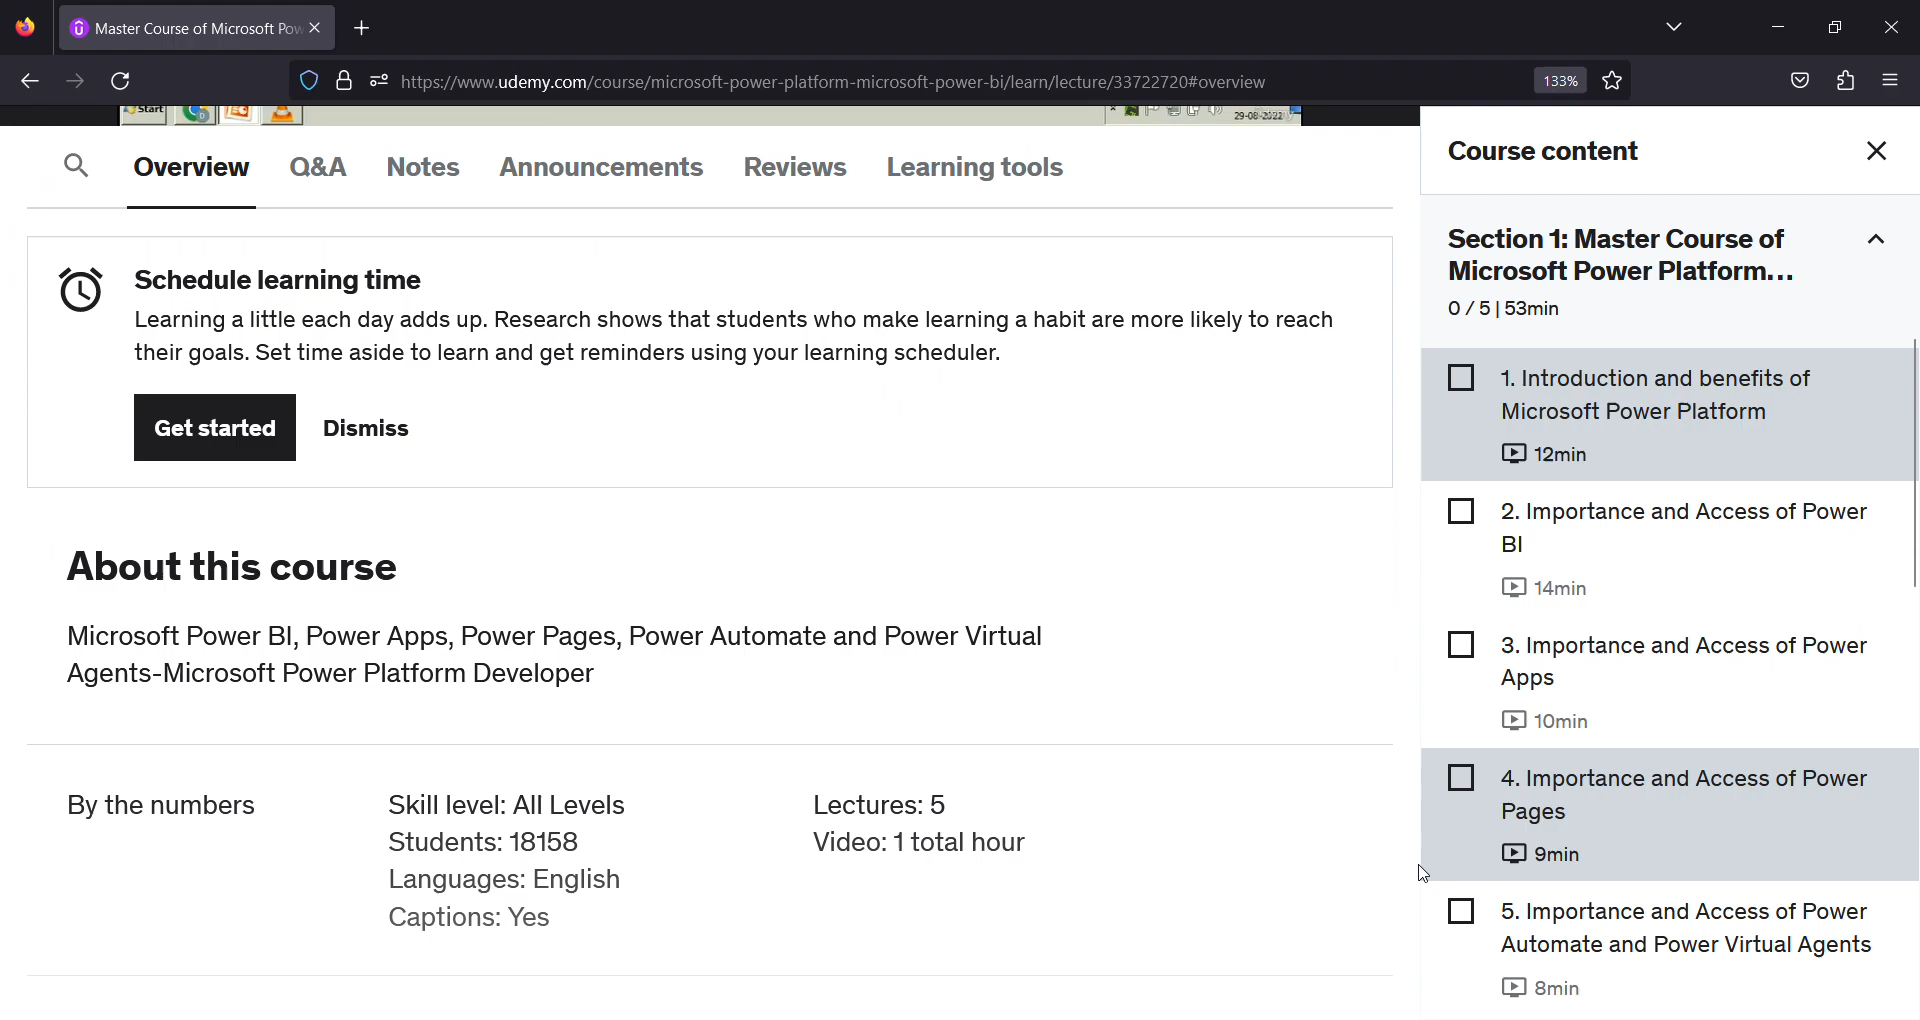 Master Course of Microsoft Pow
https://www.udemy.com/course/microsoft-power-platform-microsoft-power-bi/learn/lecture/33722720#overview
133%
Start
29-08-2022
Overview
Q&A
Notes
Announcements
Reviews
Learning tools
Schedule learning time
Learning a little each day adds up. Research shows that students who make learning a habit are more likely to reach
their goals. Set time aside to learn and get reminders using your learning scheduler.
Get started
Dismiss
About this course
Microsoft Power BI, Power Apps, Power Pages, Power Automate and Power Virtual
Agents-Microsoft Power Platform Developer
By the numbers
Skill level: All Levels
Students: 18158
Languages: English
Captions: Yes
Lectures: 5
Video: 1 total hour
Course content
Section 1: Master Course of
Microsoft Power Platform...
0 / 5 | 53min
1. Introduction and benefits of
Microsoft Power Platform
12min
2. Importance and Access of Power
BI
14min
3. Importance and Access of Power
Apps
10min
4. Importance and Access of Power
Pages
9min
5. Importance and Access of Power
Automate and Power Virtual Agents
8min